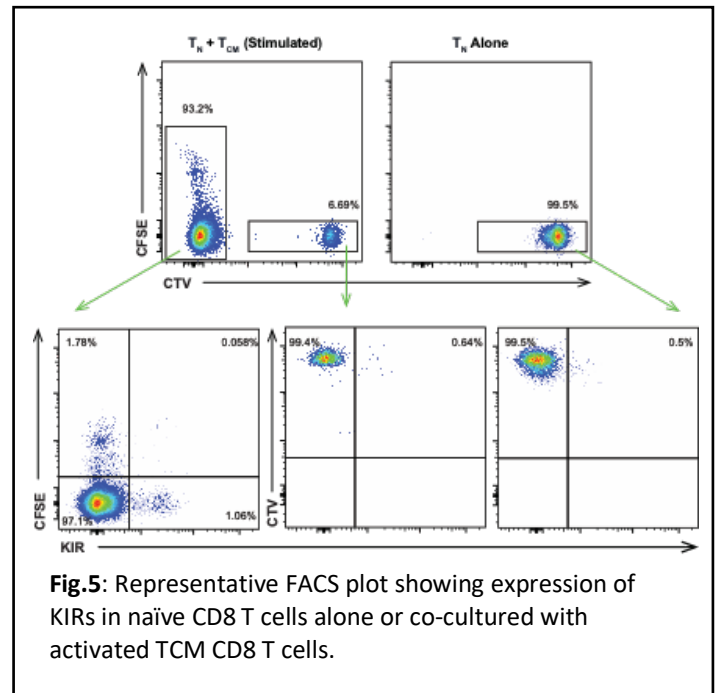 T_N + T_CM (Stimulated)
T_N Alone
93.2%
6.69%
99.5%
CFSE
CTV
1.78%
0.058%
99.4%
0.64%
99.5%
0.5%
CFSE
97.1%
1.06%
CTV
KIR
Fig.5: Representative FACS plot showing expression of
KIRs in naïve CD8 T cells alone or co-cultured with
activated TCM CD8 T cells.